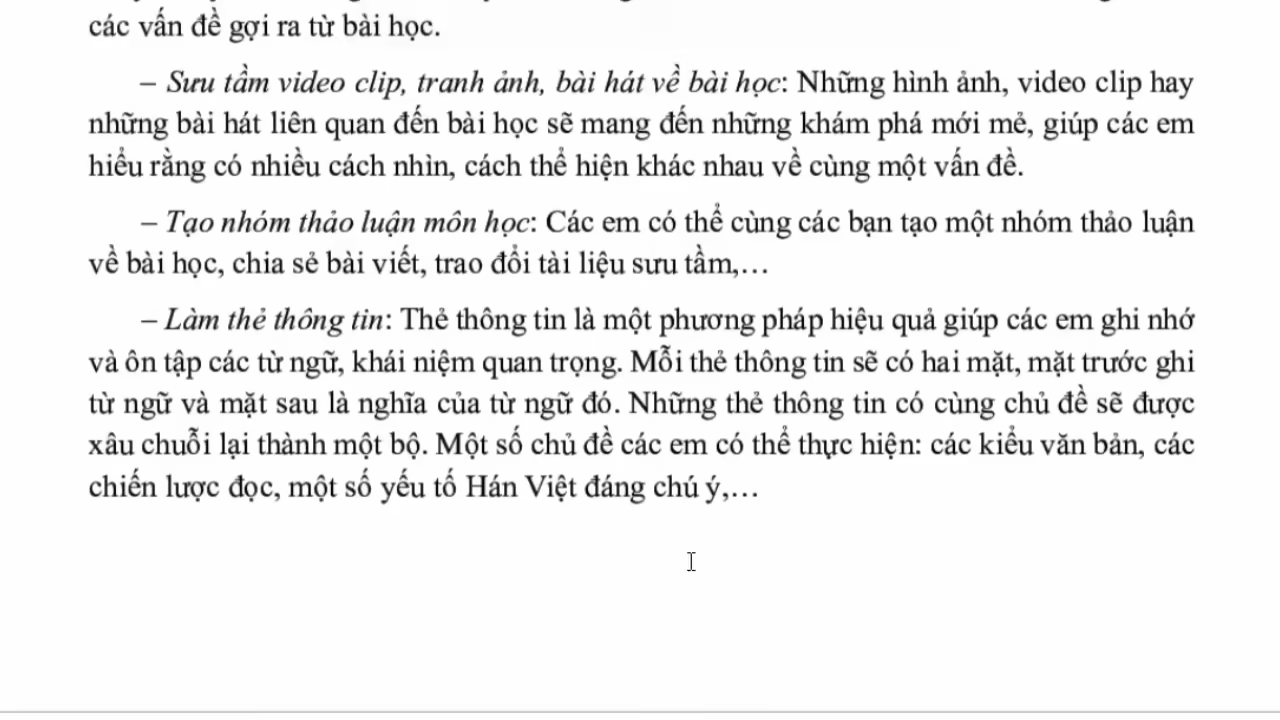 các vấn đề gợi ra từ bài học.
– Sưu tầm video clip, tranh ảnh, bài hát về bài học: Những hình ảnh, video clip hay
những bài hát liên quan đến bài học sẽ mang đến những khám phá mới mẻ, giúp các em
hiểu rằng có nhiều cách nhìn, cách thể hiện khác nhau về cùng một vấn đề.
– Tạo nhóm thảo luận môn học: Các em có thể cùng các bạn tạo một nhóm thảo luận
về bài học, chia sẻ bài viết, trao đổi tài liệu sưu tầm,…
– Làm thẻ thông tin: Thẻ thông tin là một phương pháp hiệu quả giúp các em ghi nhớ
và ôn tập các từ ngữ, khái niệm quan trọng. Mỗi thẻ thông tin sẽ có hai mặt, mặt trước ghi
từ ngữ và mặt sau là nghĩa của từ ngữ đó. Những thẻ thông tin có cùng chủ đề sẽ được
xâu chuỗi lại thành một bộ. Một số chủ đề các em có thể thực hiện: các kiểu văn bản, các
chiến lược đọc, một số yếu tố Hán Việt đáng chú ý,…